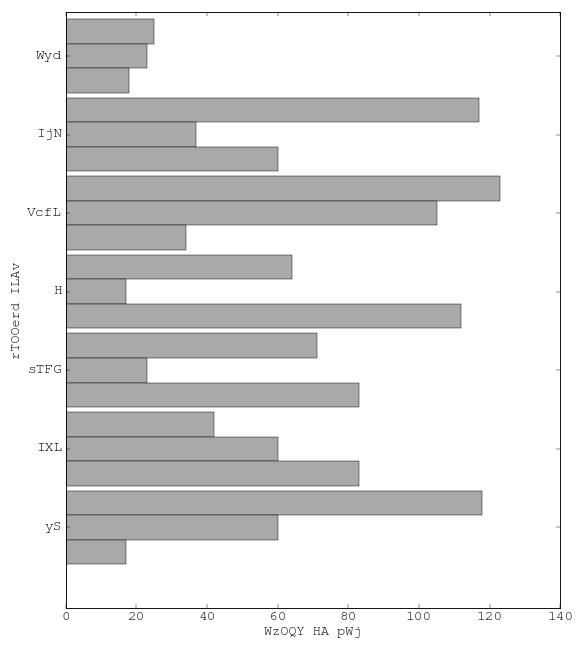 Wyd
IjN
VcfL
H
sTFG
IXL
yS
rTOOerd ILAv
0 20 40 60 80 100 120 140
WzOQY HA pWj